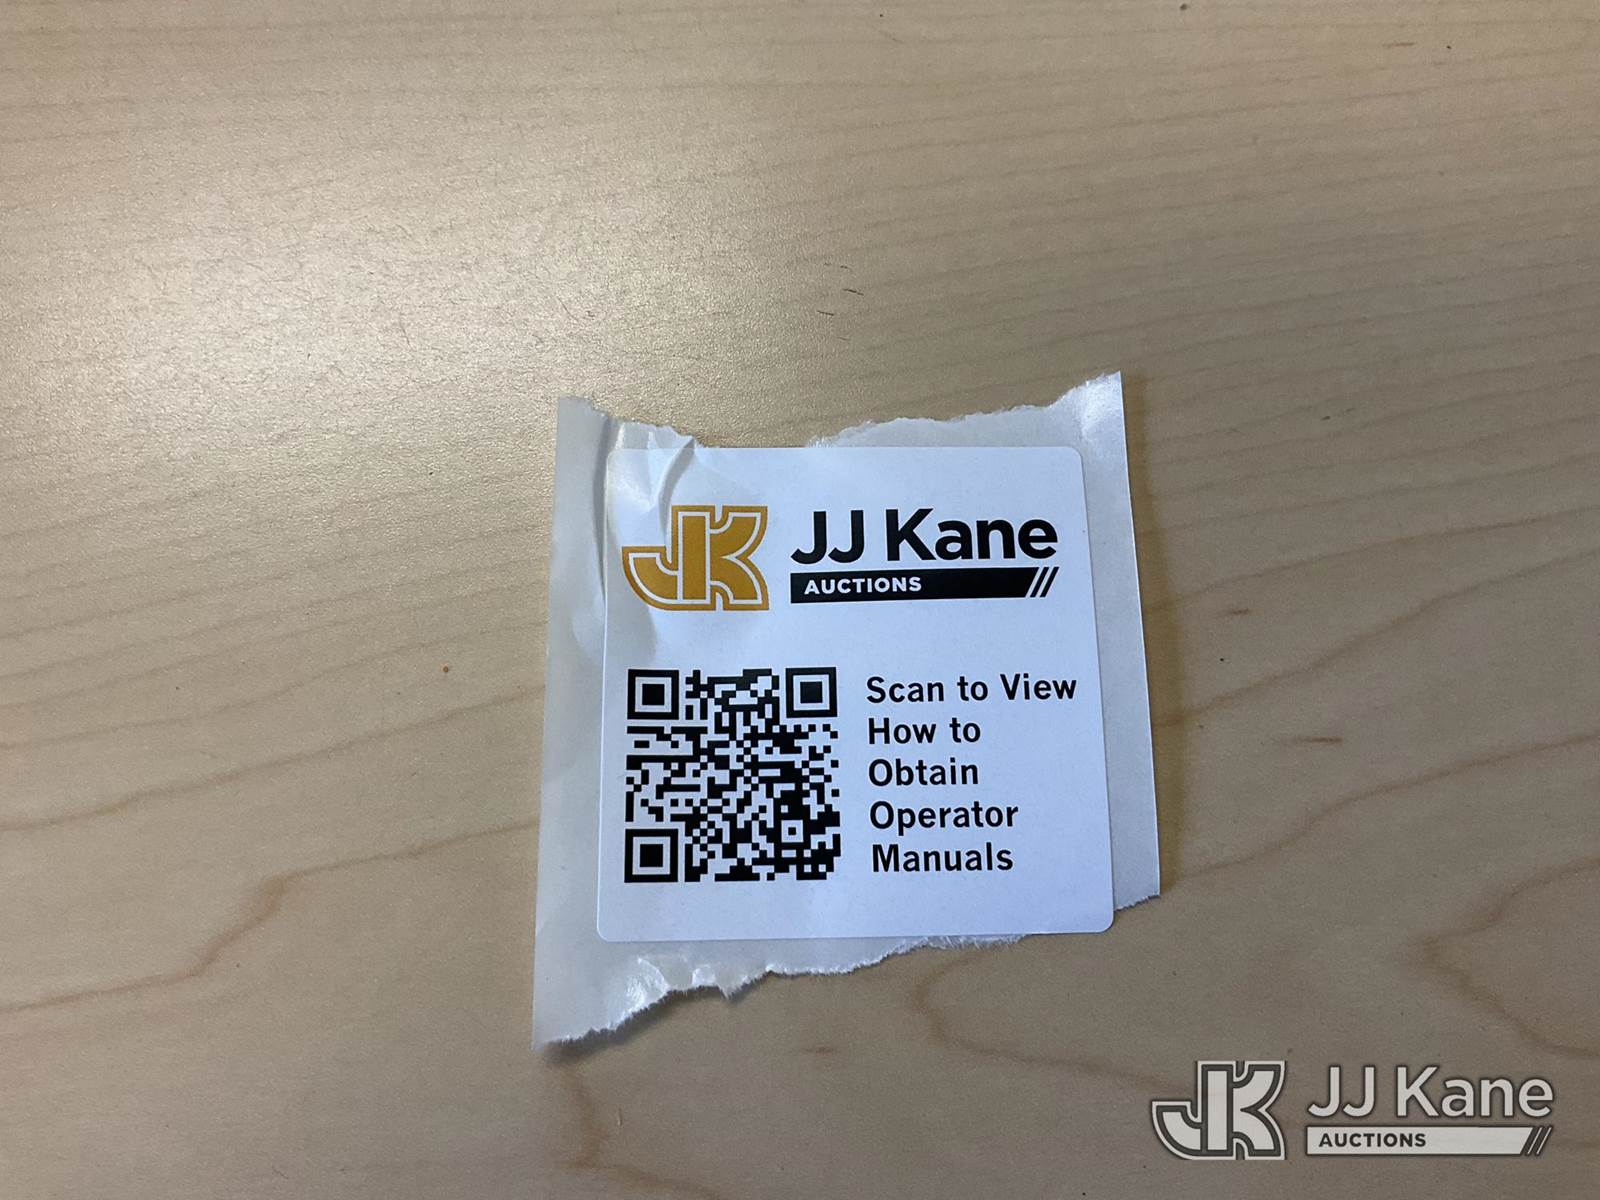 JK JJ Kane
AUCTIONS
Scan to View
How to
Obtain
Operator
Manuals
JK JJ Kane
AUCTIONS